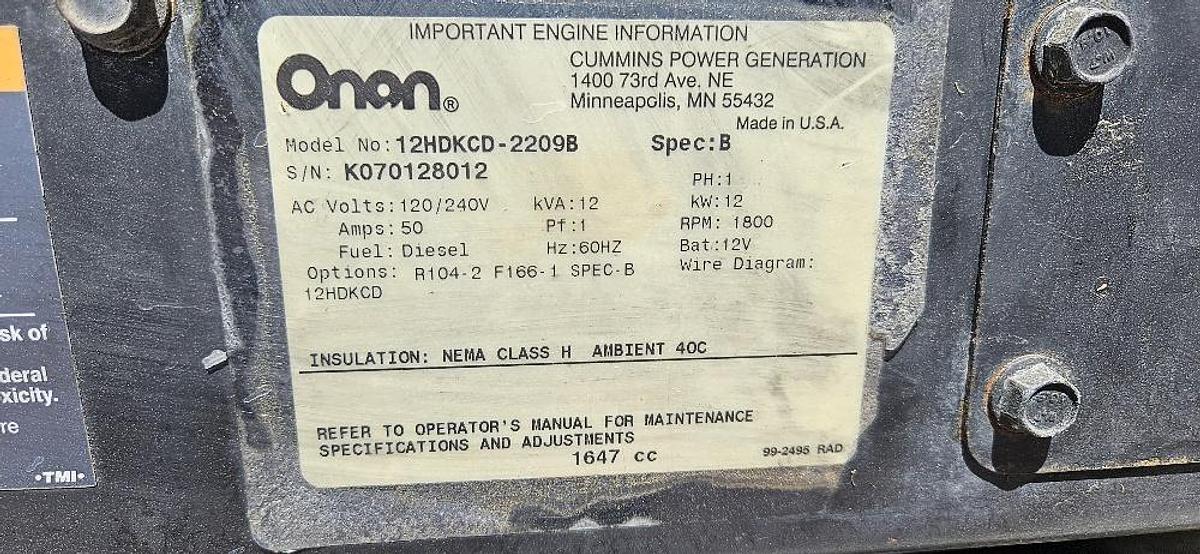 IMPORTANT ENGINE INFORMATION
Onan®
CUMMINS POWER GENERATION
1400 73rd Ave. NE
Minneapolis, MN 55432
Made in U.S.A.
Model No:12HDKCD-2209B Spec:B
S/N: K070128012
PH:1
AC Volts:120/240V kVA:12 kW:12
Amps:50 Pf:1 RPM: 1800
Fuel: Diesel Hz:60HZ Bat:12V
Options: R104-2 F166-1 SPEC-B Wire Diagram:
12HDKCD
INSULATION: NEMA CLASS H AMBIENT 40C
REFER TO OPERATOR'S MANUAL FOR MAINTENANCE
SPECIFICATIONS AND ADJUSTMENTS
1647 cc
99-2495 RAD
sk of
deral
xicity.
re
•TMI•